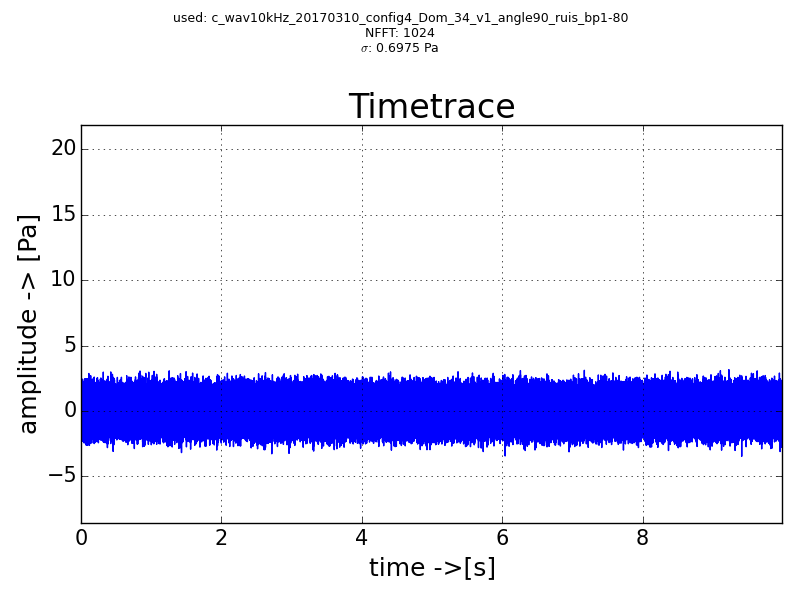 used: c_wav10kHz_20170310_config4_Dom_34_v1_angle90_ruis_bp1-80
NFFT: 1024
σ: 0.6975 Pa
Timetrace
20
15
10
5
0
−5
amplitude -> [Pa]
0 2 4 6 8
time ->[s]